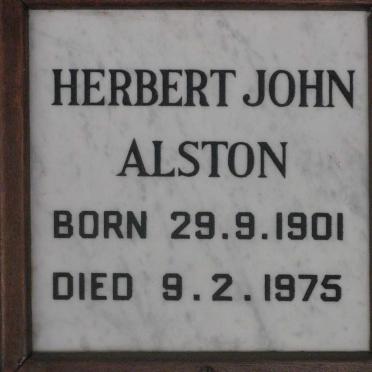 HERBERT JOHN
ALSTON
BORN 29.9.1901
DIED 9.2.1975